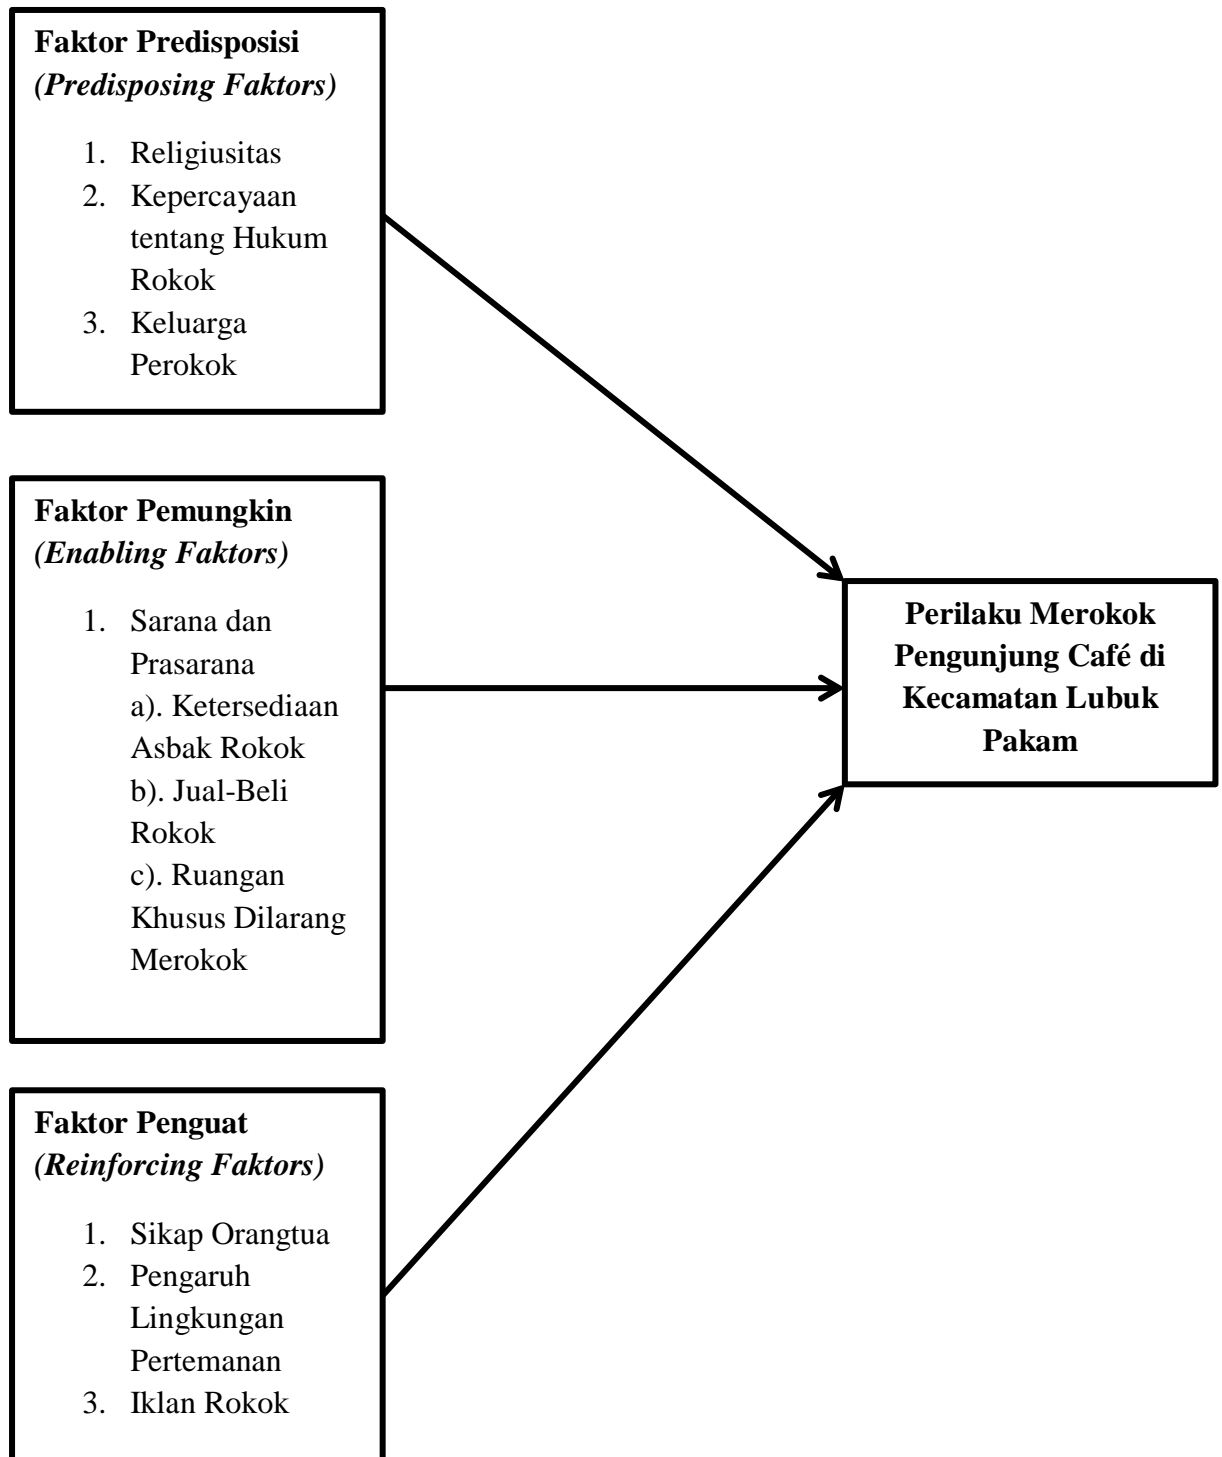 Faktor Predisposisi
(Predisposing Faktors)
1. Religiusitas
2. Kepercayaan
tentang Hukum
Rokok
3. Keluarga
Perokok
Faktor Pemungkin
(Enabling Faktors)
1. Sarana dan
Prasarana
a). Ketersediaan
Asbak Rokok
b). Jual-Beli
Rokok
c). Ruangan
Khusus Dilarang
Merokok
Perilaku Merokok
Pengunjung Café di
Kecamatan Lubuk
Pakam
Faktor Penguat
(Reinforcing Faktors)
1. Sikap Orangtua
2. Pengaruh
Lingkungan
Pertemanan
3. Iklan Rokok